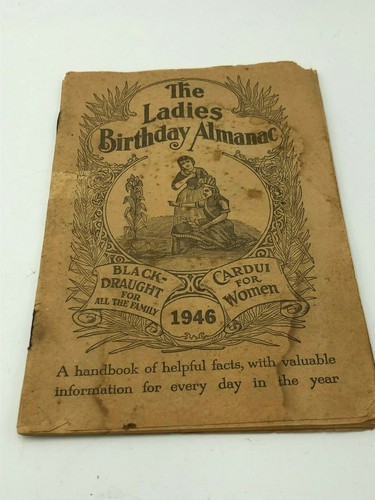 The
Ladies
Birthday Almanac
BLACK-
DRAUGHT
FOR
ALL THE FAMILY
CARDUI
FOR
Women
1946
A handbook of helpful facts, with valuable
information for every day in the year